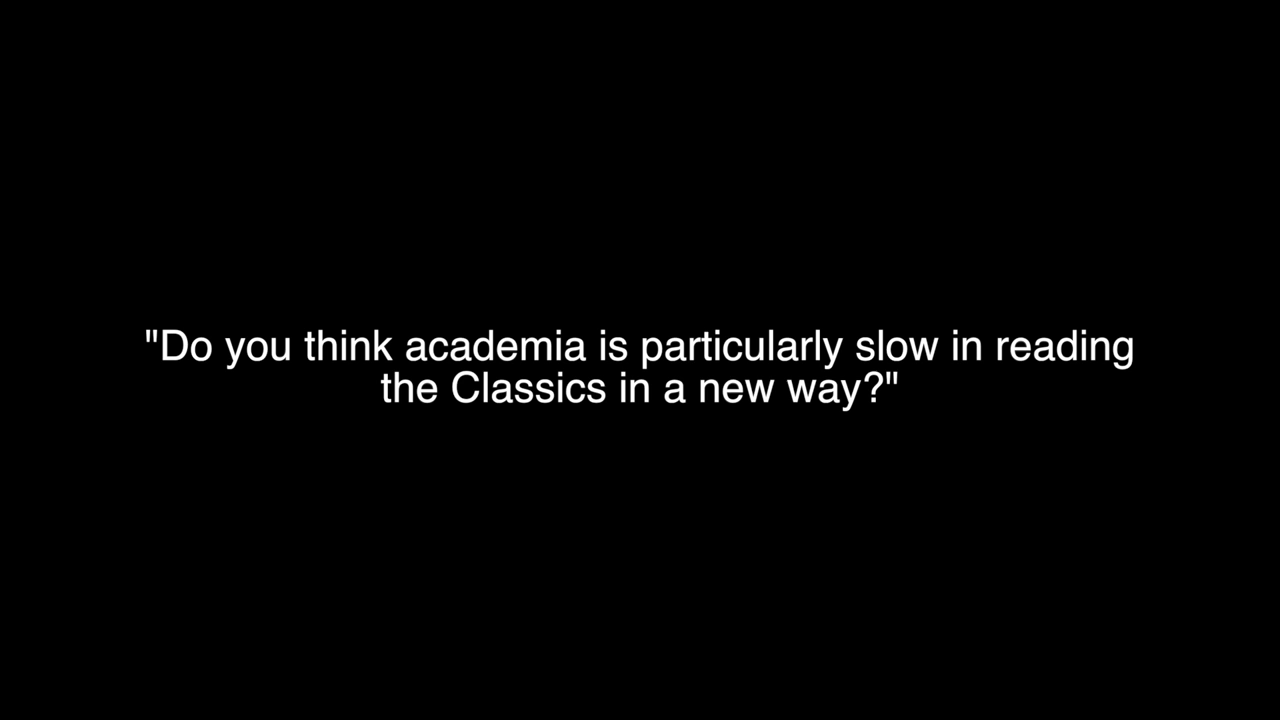 "Do you think academia is particularly slow in reading
the Classics in a new way?"